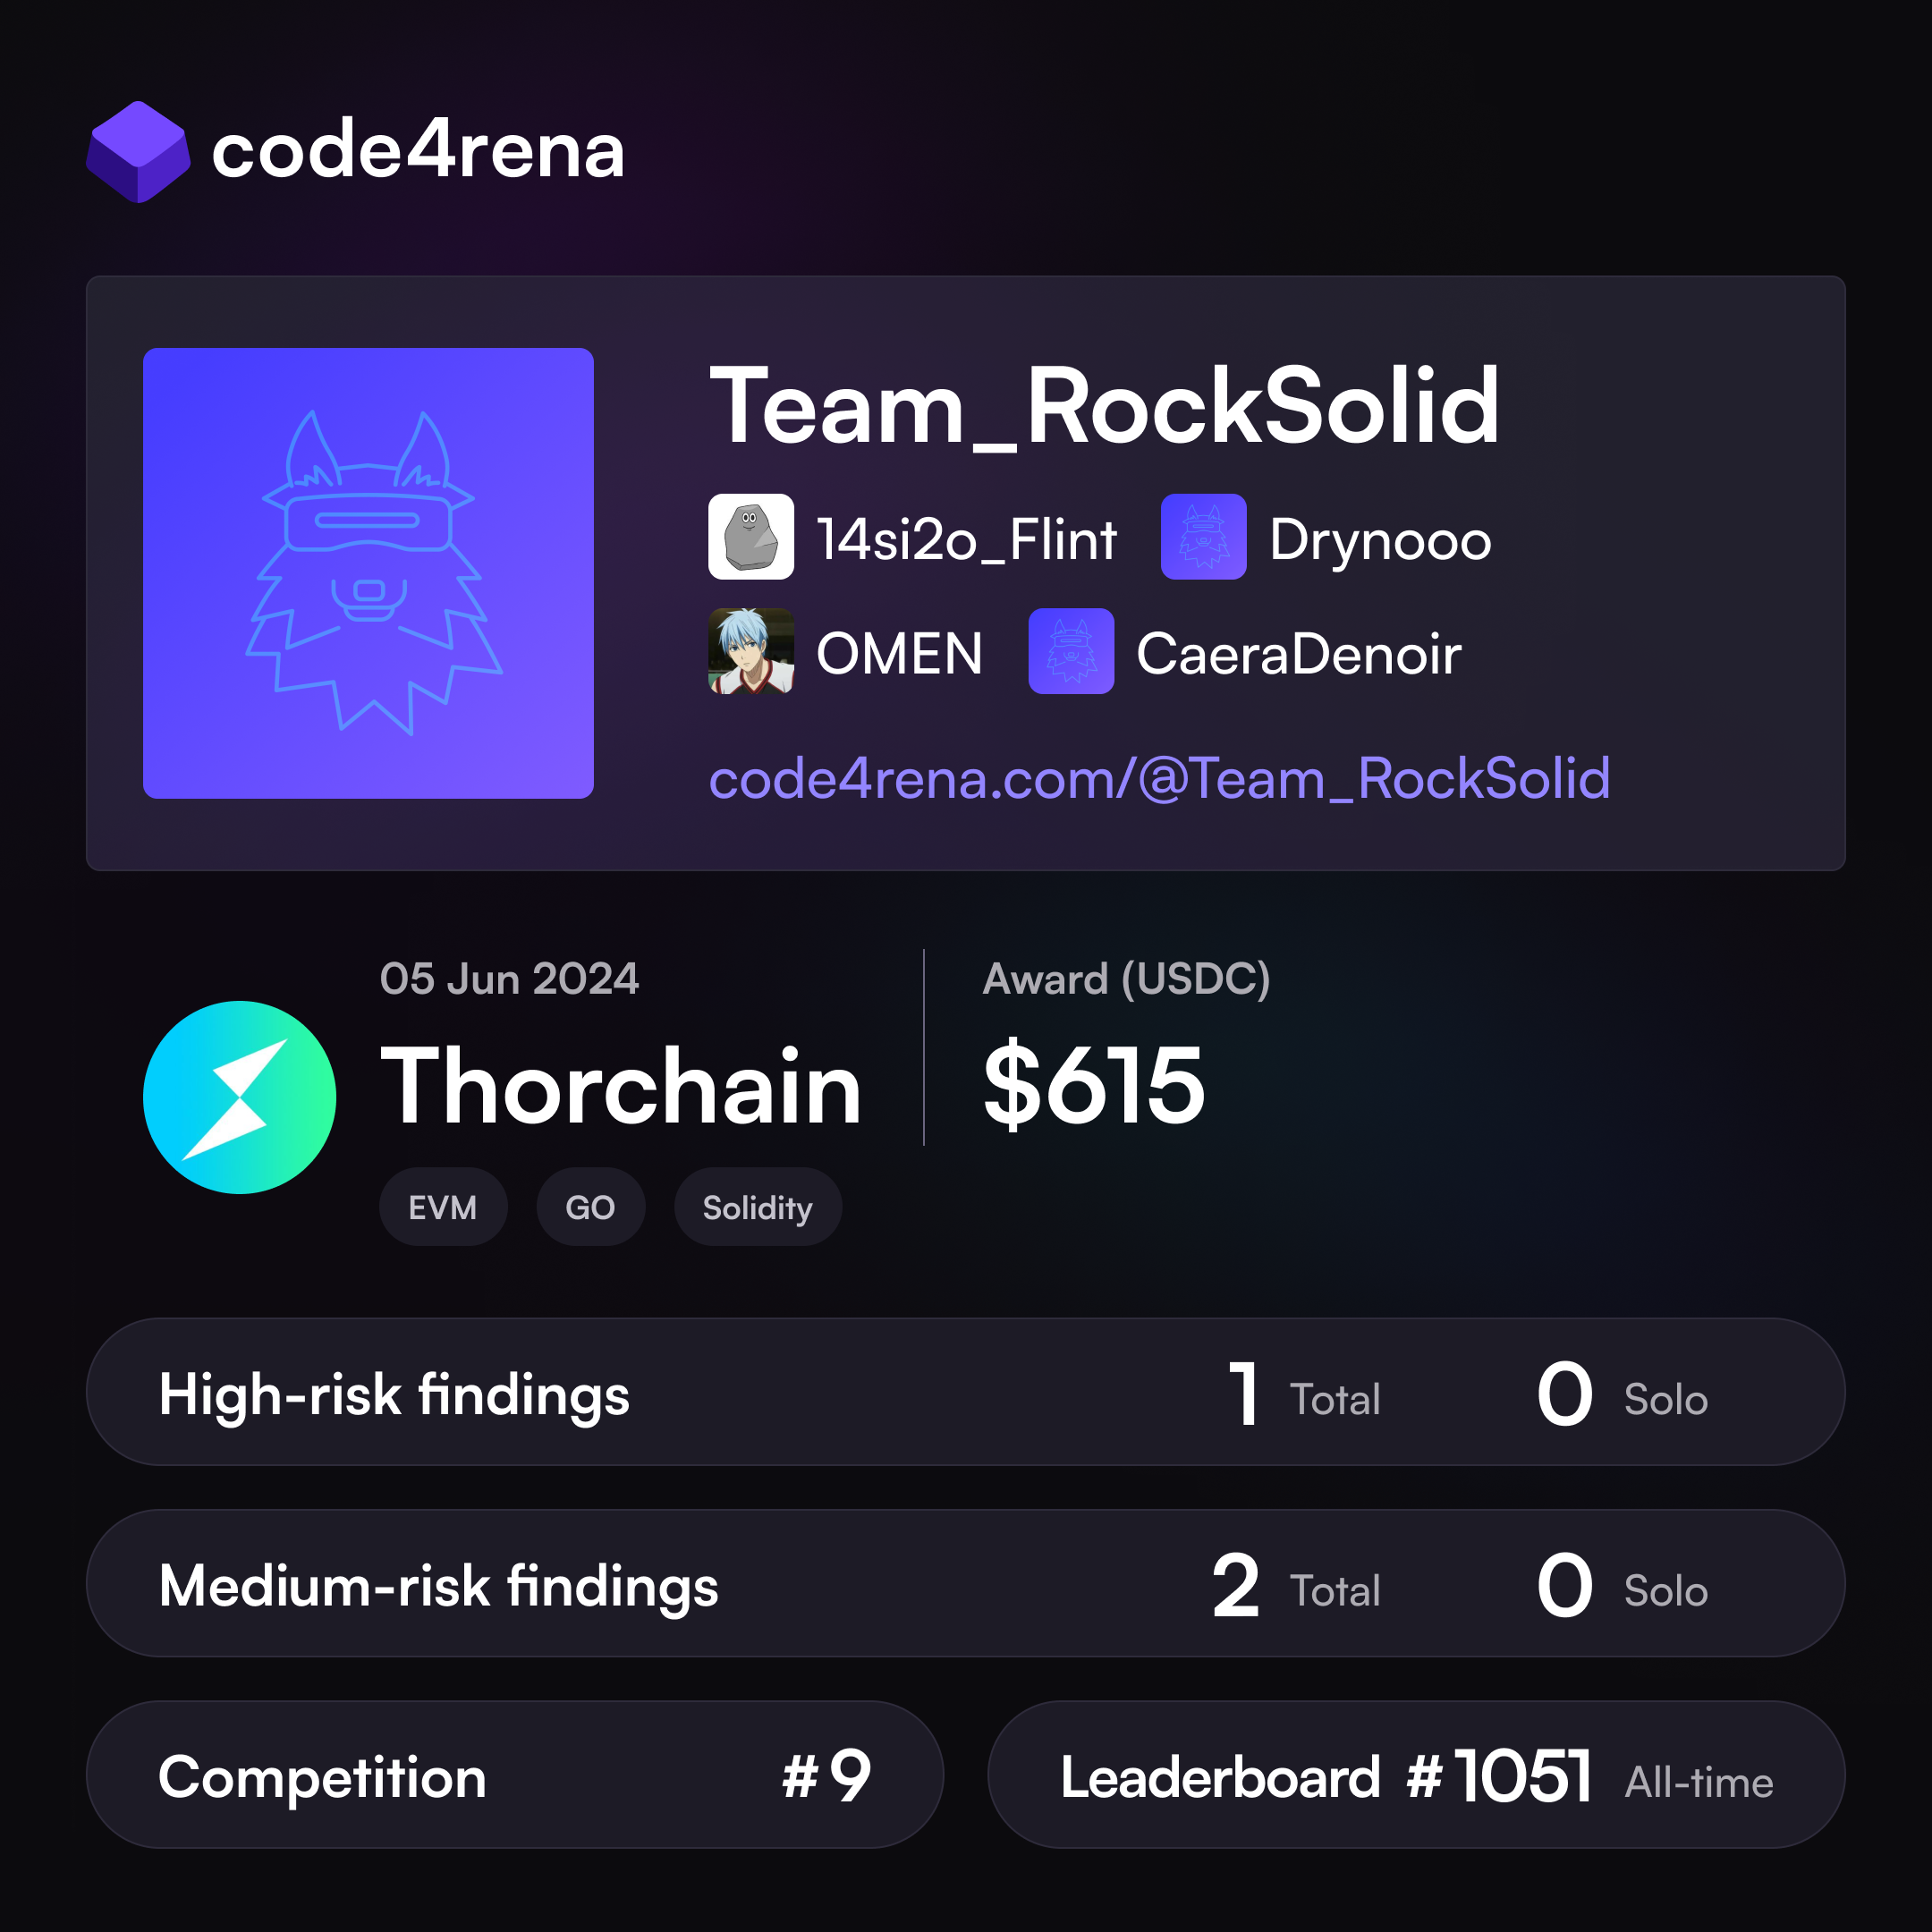 code4rena
Team_RockSolid
14si2o_Flint Drynooo
OMEN CaeraDenoir
code4rena.com/@Team_RockSolid
05 Jun 2024
Thorchain
EVM GO Solidity
Award (USDC)
$615
High-risk findings 1 Total 0 Solo
Medium-risk findings 2 Total 0 Solo
Competition #9
Leaderboard #1051 All-time